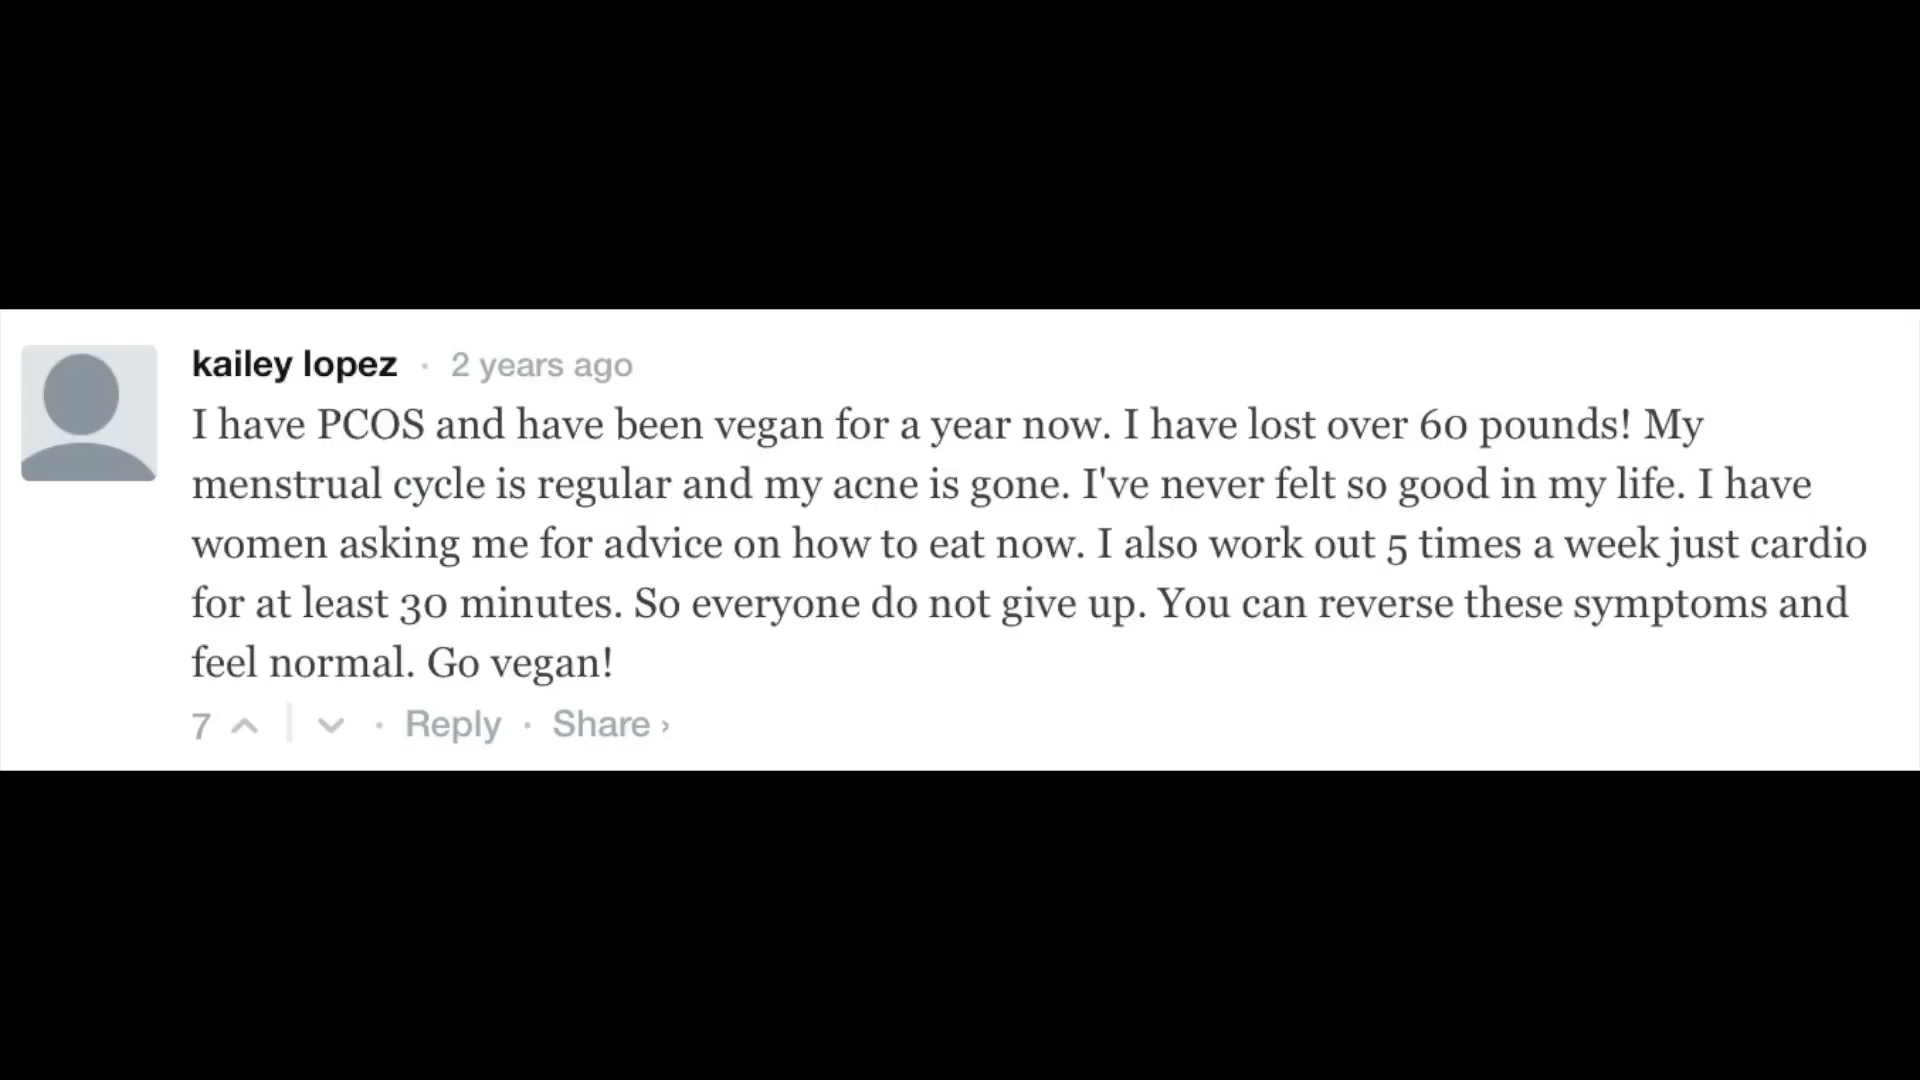 kailey lopez · 2 years ago
I have PCOS and have been vegan for a year now. I have lost over 60 pounds! My
menstrual cycle is regular and my acne is gone. I've never felt so good in my life. I have
women asking me for advice on how to eat now. I also work out 5 times a week just cardio
for at least 30 minutes. So everyone do not give up. You can reverse these symptoms and
feel normal. Go vegan!
7 · Reply · Share ›